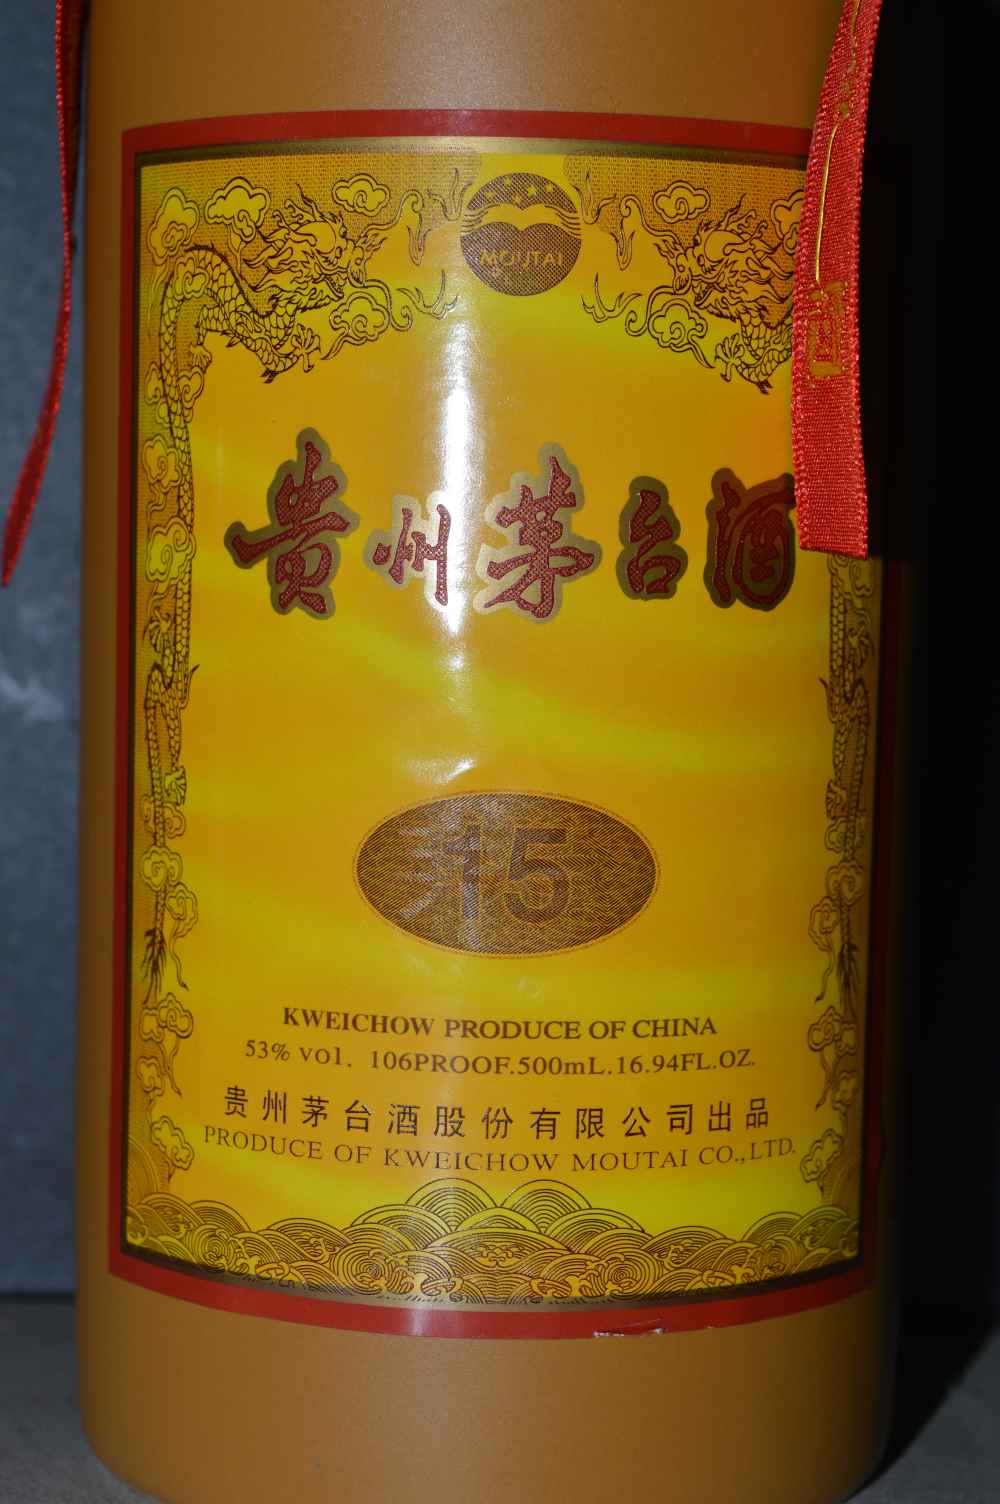 MOUTAI
酒
贵州茅台酒
15
KWEICHOW PRODUCE OF CHINA
53% vol. 106PROOF.500mL.16.94FL.OZ.
贵州茅台酒股份有限公司出品
PRODUCE OF KWEICHOW MOUTAI CO.,LTD.